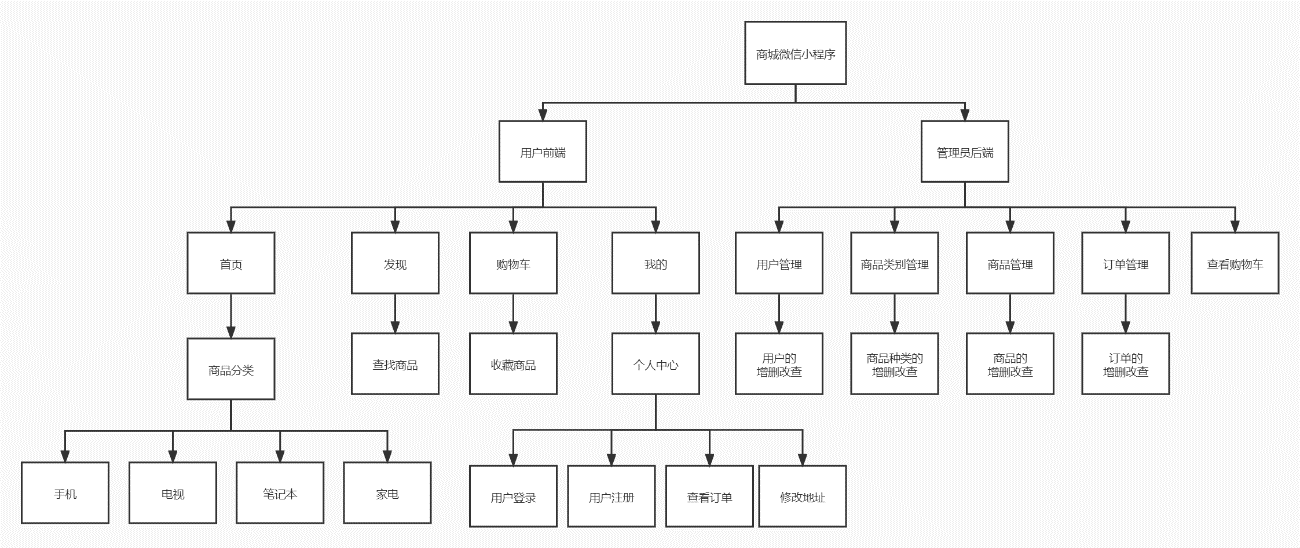 商城微信小程序
用户前端
管理员后端
首页
发现
购物车
我的
用户管理
商品类别管理
商品管理
订单管理
查看购物车
商品分类
查找商品
收藏商品
个人中心
用户的
增删改查
商品种类的
增删改查
商品的
增删改查
订单的
增删改查
手机
电视
笔记本
家电
用户登录
用户注册
查看订单
修改地址